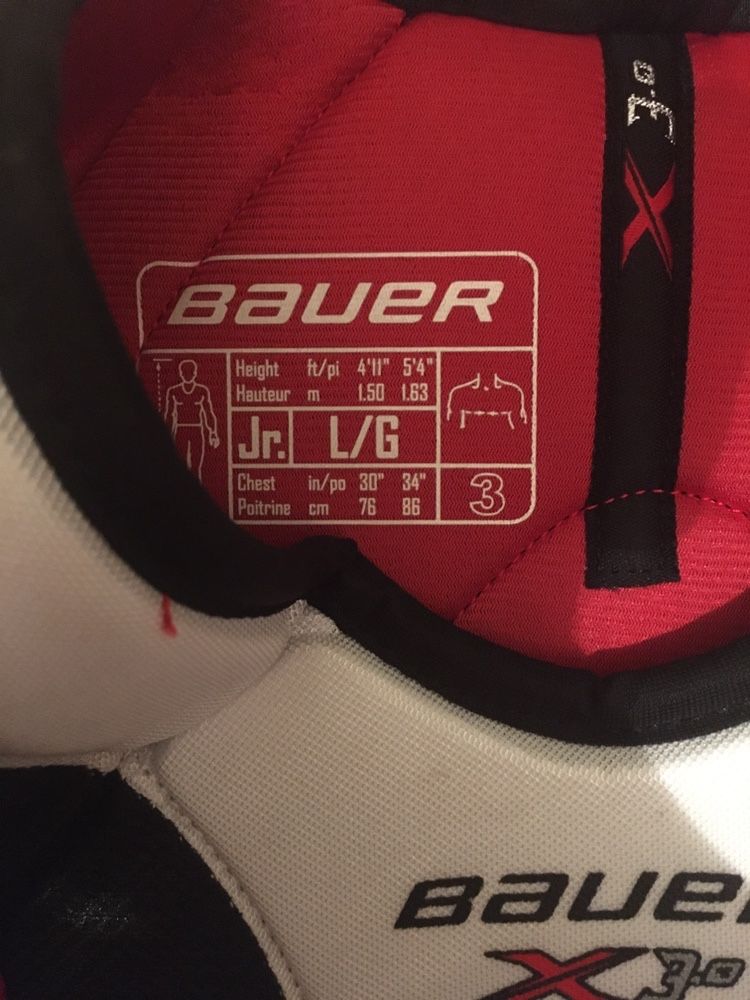 X 3.0
BAUER
Height ft/pi 4'11" 5'4"
Hauteur m 1.50 1.63
Jr. L/G
Chest in/po 30" 34"
Poitrine cm 76 86
3
BAUER
X 3.0